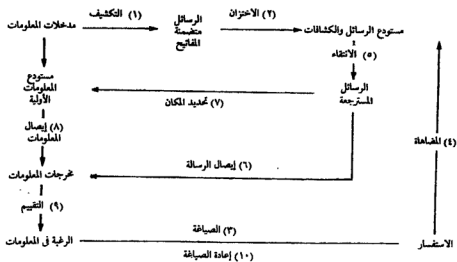 مدخلات المعلومات
(١) التكشيف
الرسائل
متضمنة
المفاتيح
(٢) الاختزان
مستودع الرسائل والكشافات
(٥) الانتقاء
الرسائل
المسترجعة
مستودع
المعلومات
الأولية
(٧) تحديد المكان
(٨) إيصال
المعلومات
(٤) المضاهاة
(٦) إيصال الرسالة
مخرجات المعلومات
(٩) التقييم
الرغبة فى المعلومات
(٣) الصياغة
(١٠) إعادة الصياغة
الاستفسار